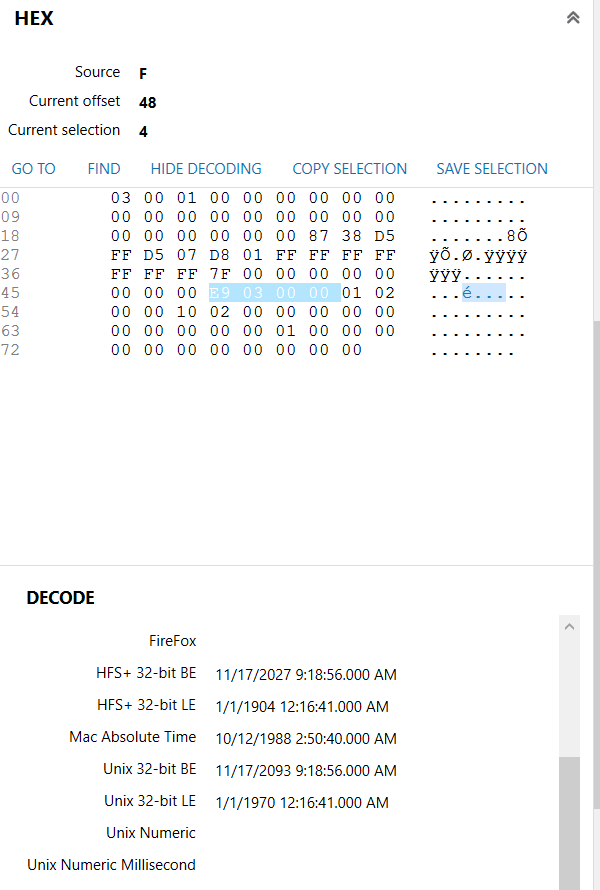 HEX
Source F
Current offset 48
Current selection 4
GO TO FIND HIDE DECODING COPY SELECTION SAVE SELECTION
00 03 00 01 00 00 00 00 00 00 .........
09 00 00 00 00 00 00 00 00 00 .........
18 00 00 00 00 00 00 87 38 D5 .......8Õ
27 FF D5 07 D8 01 FF FF FF FF ÿÕ.Ø.ÿÿÿÿ
36 FF FF FF 7F 00 00 00 00 00 ÿÿÿ......
45 00 00 00 E9 03 00 00 01 02 ...é.....
54 00 00 10 02 00 00 00 00 00 .........
63 00 00 00 00 00 01 00 00 00 .........
72 00 00 00 00 00 00 00 00 ........
DECODE
FireFox
HFS+ 32-bit BE 11/17/2027 9:18:56.000 AM
HFS+ 32-bit LE 1/1/1904 12:16:41.000 AM
Mac Absolute Time 10/12/1988 2:50:40.000 AM
Unix 32-bit BE 11/17/2093 9:18:56.000 AM
Unix 32-bit LE 1/1/1970 12:16:41.000 AM
Unix Numeric
Unix Numeric Millisecond